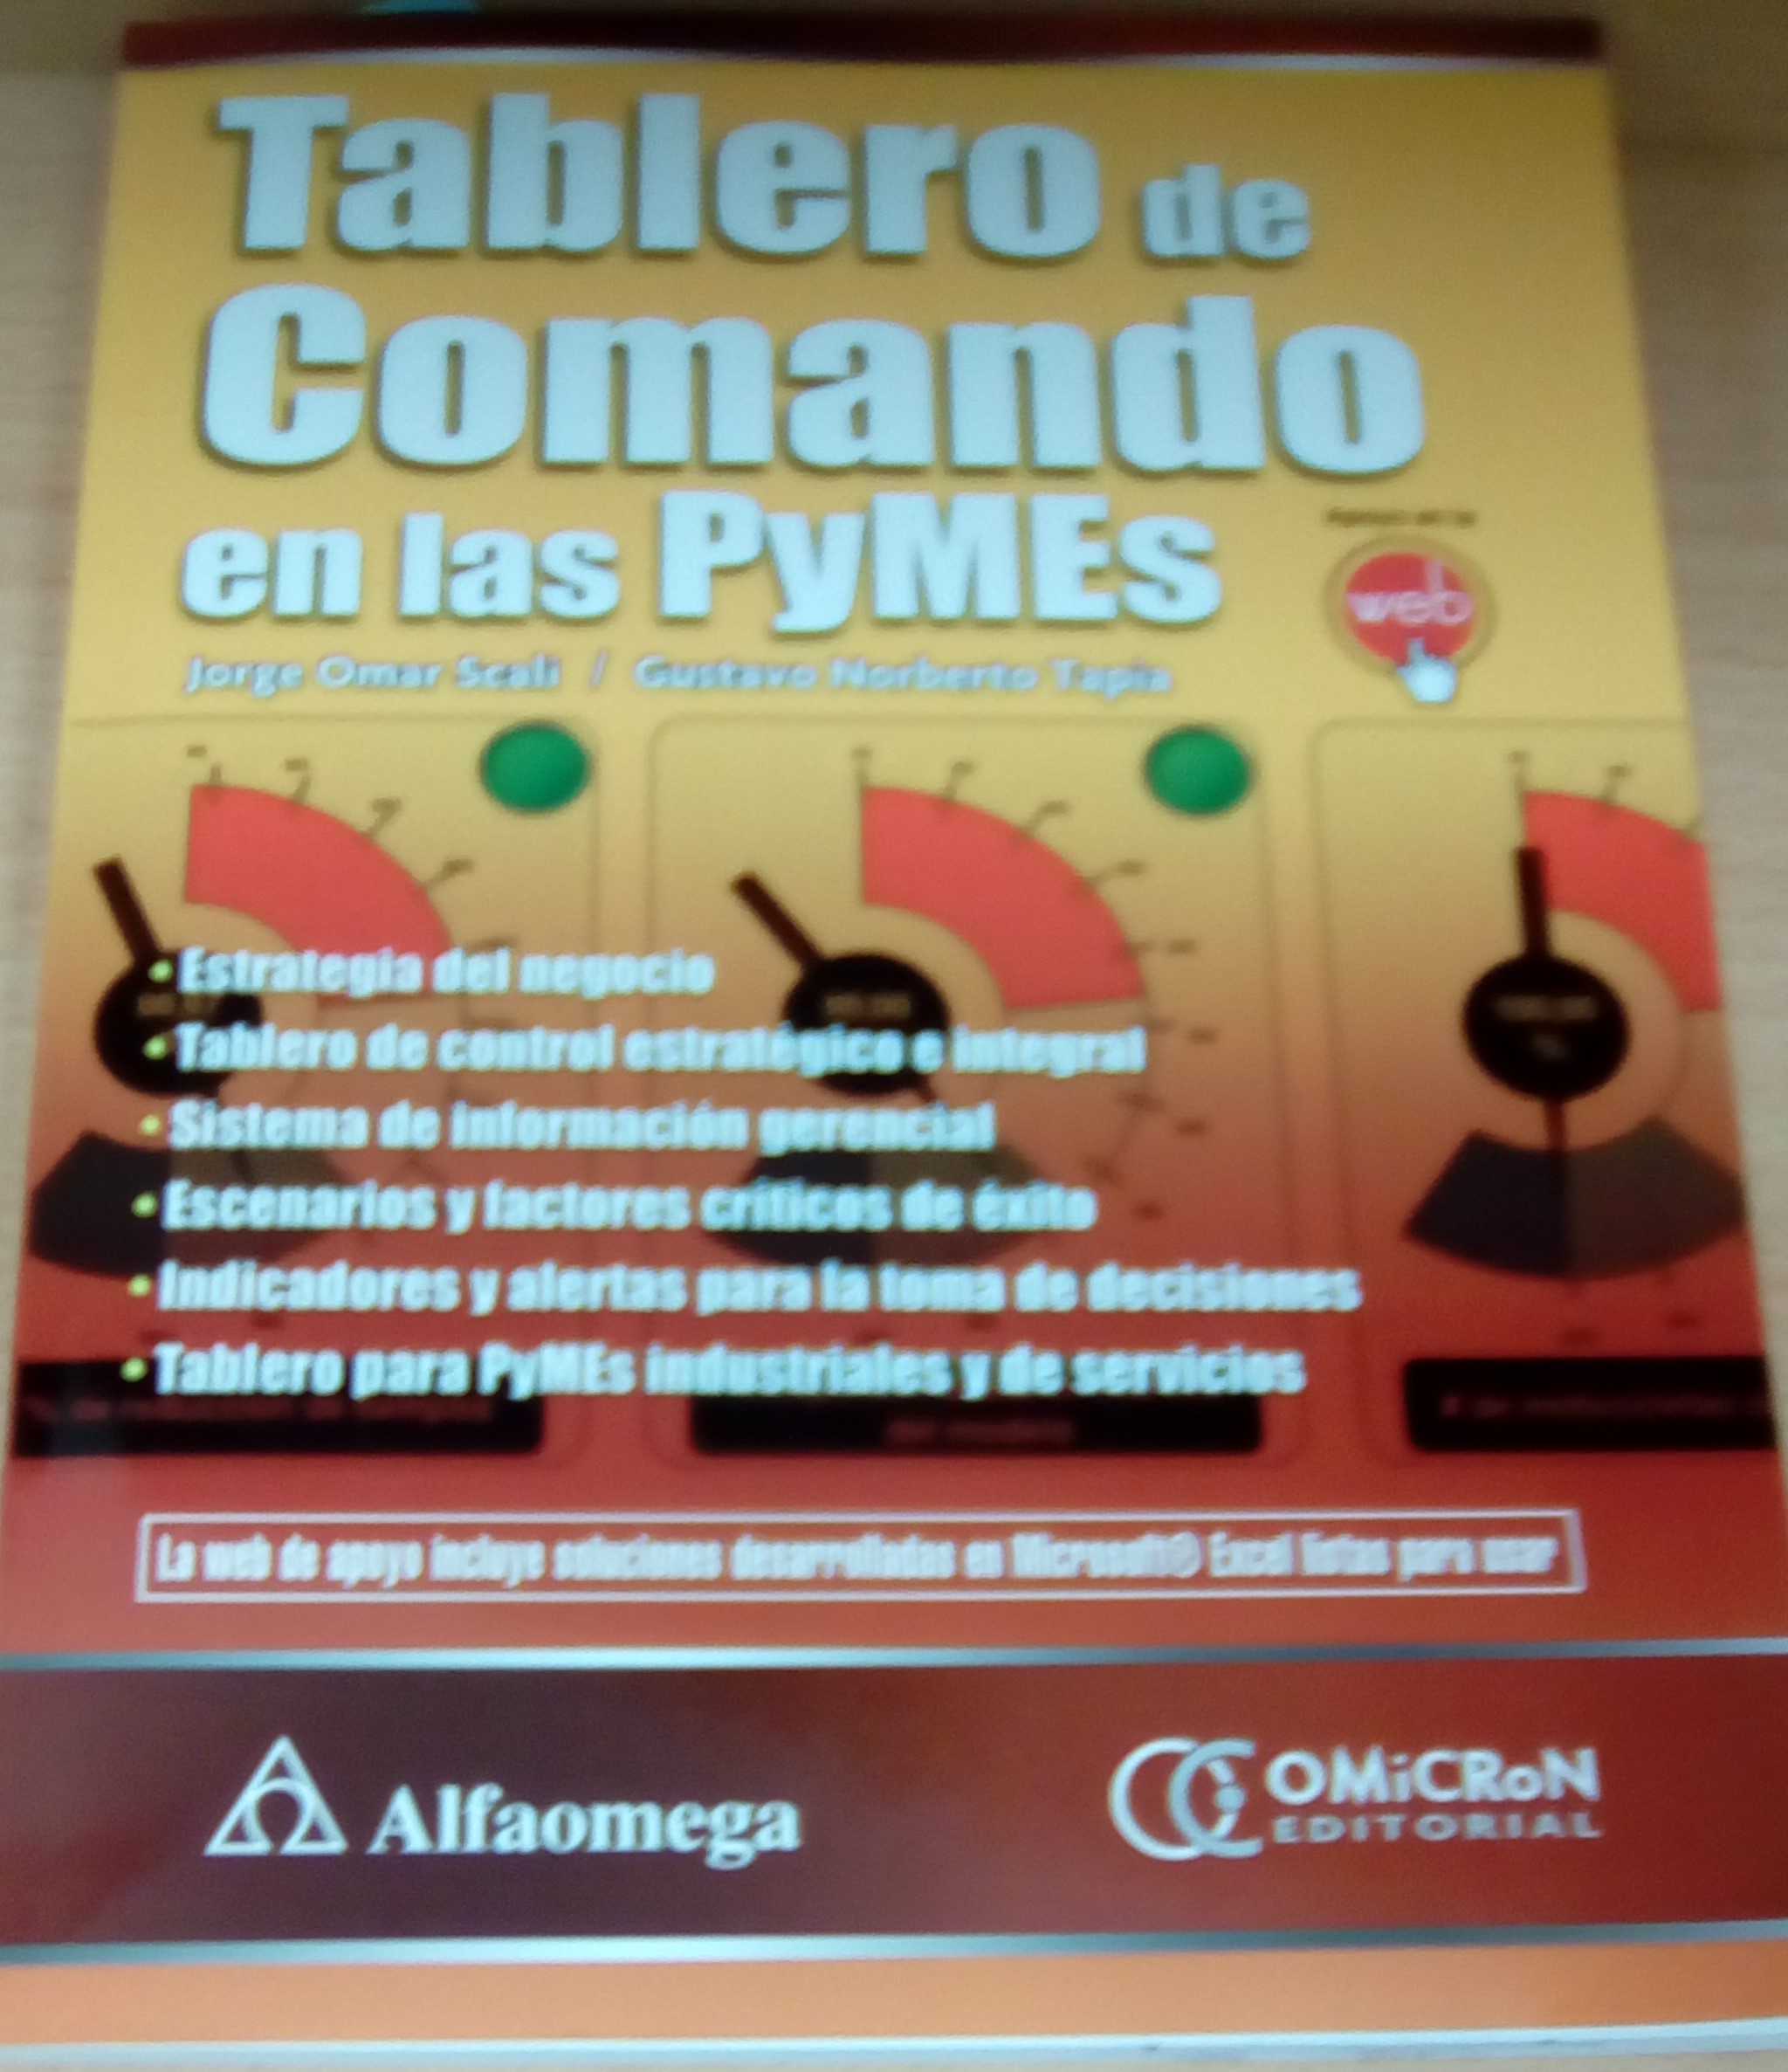 Tablero de
Comando
en las PyMEs
Apoyo en la
web
Jorge Omar Scali / Gustavo Norberto Tapia
• Estrategia del negocio
• Tablero de control estratégico e integral
• Sistema de información gerencial
• Escenarios y factores críticos de éxito
• Indicadores y alertas para la toma de decisiones
• Tablero para PyMEs industriales y de servicios
La web de apoyo incluye soluciones desarrolladas en Microsoft® Excel listas para usar
Alfaomega
OMiCRoN
EDITORIAL